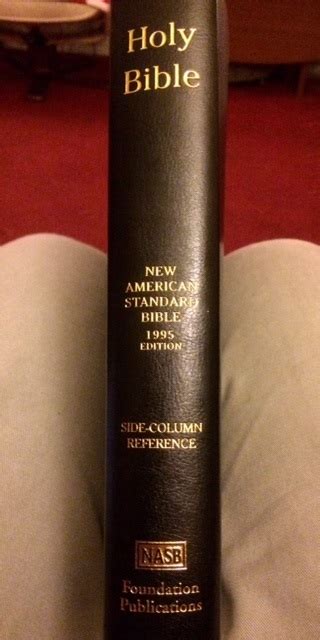 Holy
Bible
NEW
AMERICAN
STANDARD
BIBLE
1995
EDITION
SIDE-COLUMN
REFERENCE
NASB
Foundation
Publications